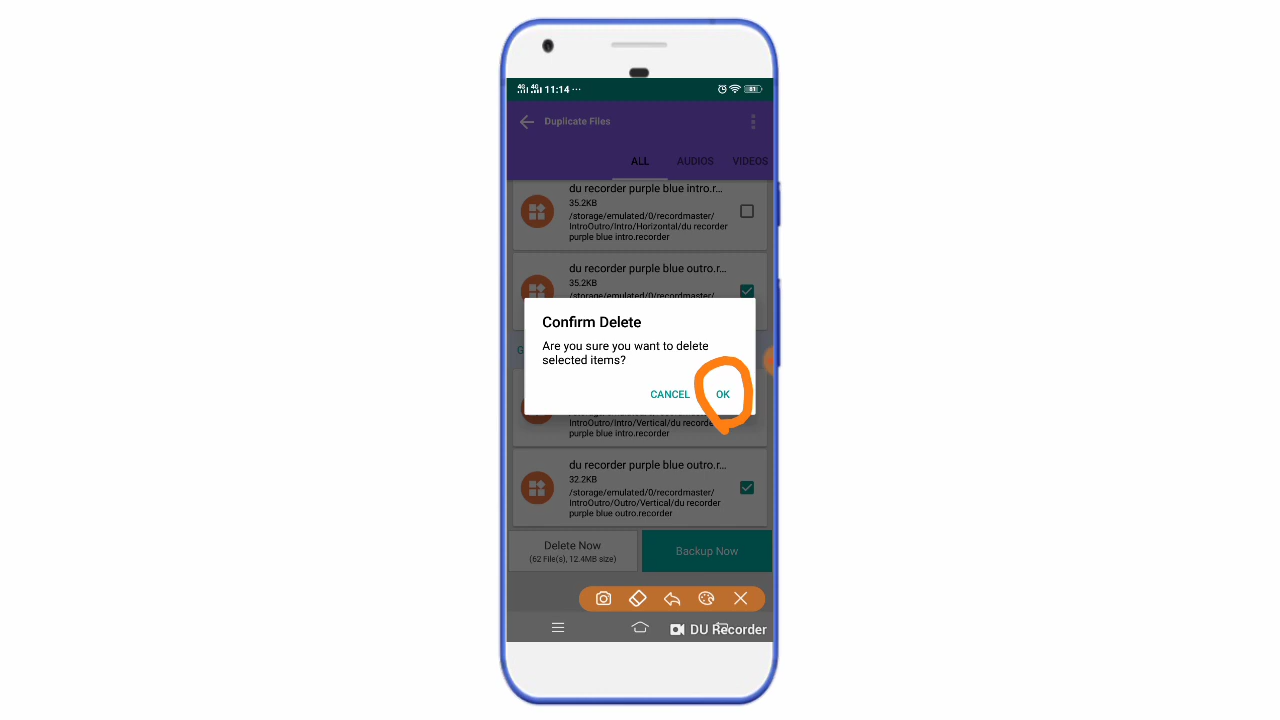 4G 4G 11:14 ···
81
Duplicate Files
ALL AUDIOS VIDEOS
du recorder purple blue intro.r...
35.2KB
/storage/emulated/0/recordmaster/
IntroOutro/Intro/Horizontal/du recorder
purple blue intro.recorder
du recorder purple blue outro.r...
35.2KB
/storage/emulated/0/recordmaster/
G
Confirm Delete
Are you sure you want to delete
selected items?
CANCEL OK
IntroOutro/Intro/Vertical/du recorder
purple blue intro.recorder
du recorder purple blue outro.r...
32.2KB
/storage/emulated/0/recordmaster/
IntroOutro/Outro/Vertical/du recorder
purple blue outro.recorder
Delete Now
(62 File(s), 12.4MB size)
Backup Now
DU Recorder